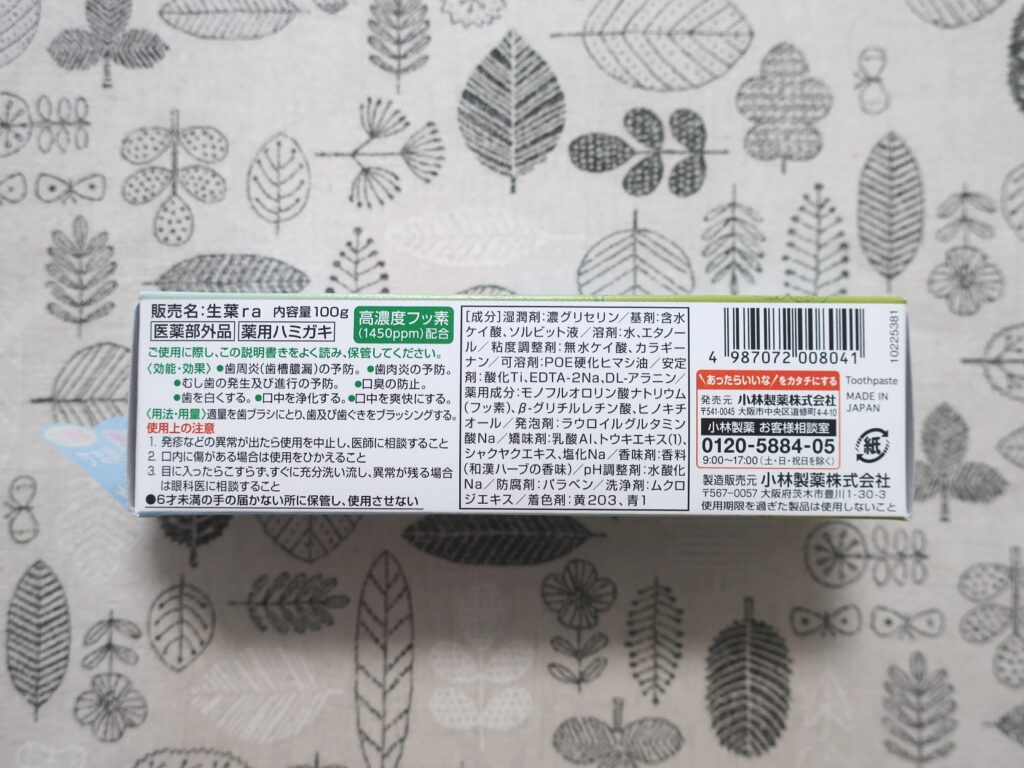 販売名:生葉ra 内容量100g
医薬部外品 薬用ハミガキ
高濃度フッ素
(1450ppm)配合
ご使用に際し、この説明書きをよく読み、保管してください。
〈効能・効果〉●歯周炎(歯槽膿漏)の予防。●歯肉炎の予防。
●むし歯の発生及び進行の予防。 ●口臭の防止。
●歯を白くする。●口中を浄化する。●口中を爽快にする。
〈用法・用量〉適量を歯ブラシにとり、歯及び歯ぐきをブラッシングする。
使用上の注意
1. 発疹などの異常が出たら使用を中止し、医師に相談すること
2. 口内に傷がある場合は使用をひかえること
3. 目に入ったらこすらず、すぐに充分洗い流し、異常が残る場合
は眼科医に相談すること
●6才未満の手の届かない所に保管し、使用させない
[成分]湿潤剤:濃グリセリン/基剤:含水
ケイ酸、ソルビット液/溶剤:水、エタノー
ル/粘度調整剤:無水ケイ酸、カラギー
ナン/可溶剤:POE硬化ヒマシ油/安定
剤:酸化Ti、EDTA-2Na、DL-アラニン/
薬用成分:モノフルオロリン酸ナトリウム
(フッ素)、β-グリチルレチン酸、ヒノキチ
オール/発泡剤:ラウロイルグルタミン
酸Na/矯味剤:乳酸Al、トウキエキス(1)、
シャクヤクエキス、塩化Na/香味剤:香料
(和漢ハーブの香味)/pH調整剤:水酸化
Na/防腐剤:パラベン/洗浄剤:ムクロ
ジエキス/着色剤:黄203、青1
4 987072 008041
10225381
"あったらいいな"をカタチにする
発売元 小林製薬株式会社
〒541-0045 大阪市中央区道修町4-4-10
小林製薬 お客様相談室
0120-5884-05
9:00〜17:00(土・日・祝日を除く)
Toothpaste
MADE IN
JAPAN
紙
製造販売元 小林製薬株式会社
〒567-0057 大阪府茨木市豊川1-30-3
使用期限を過ぎた製品は使用しないこと